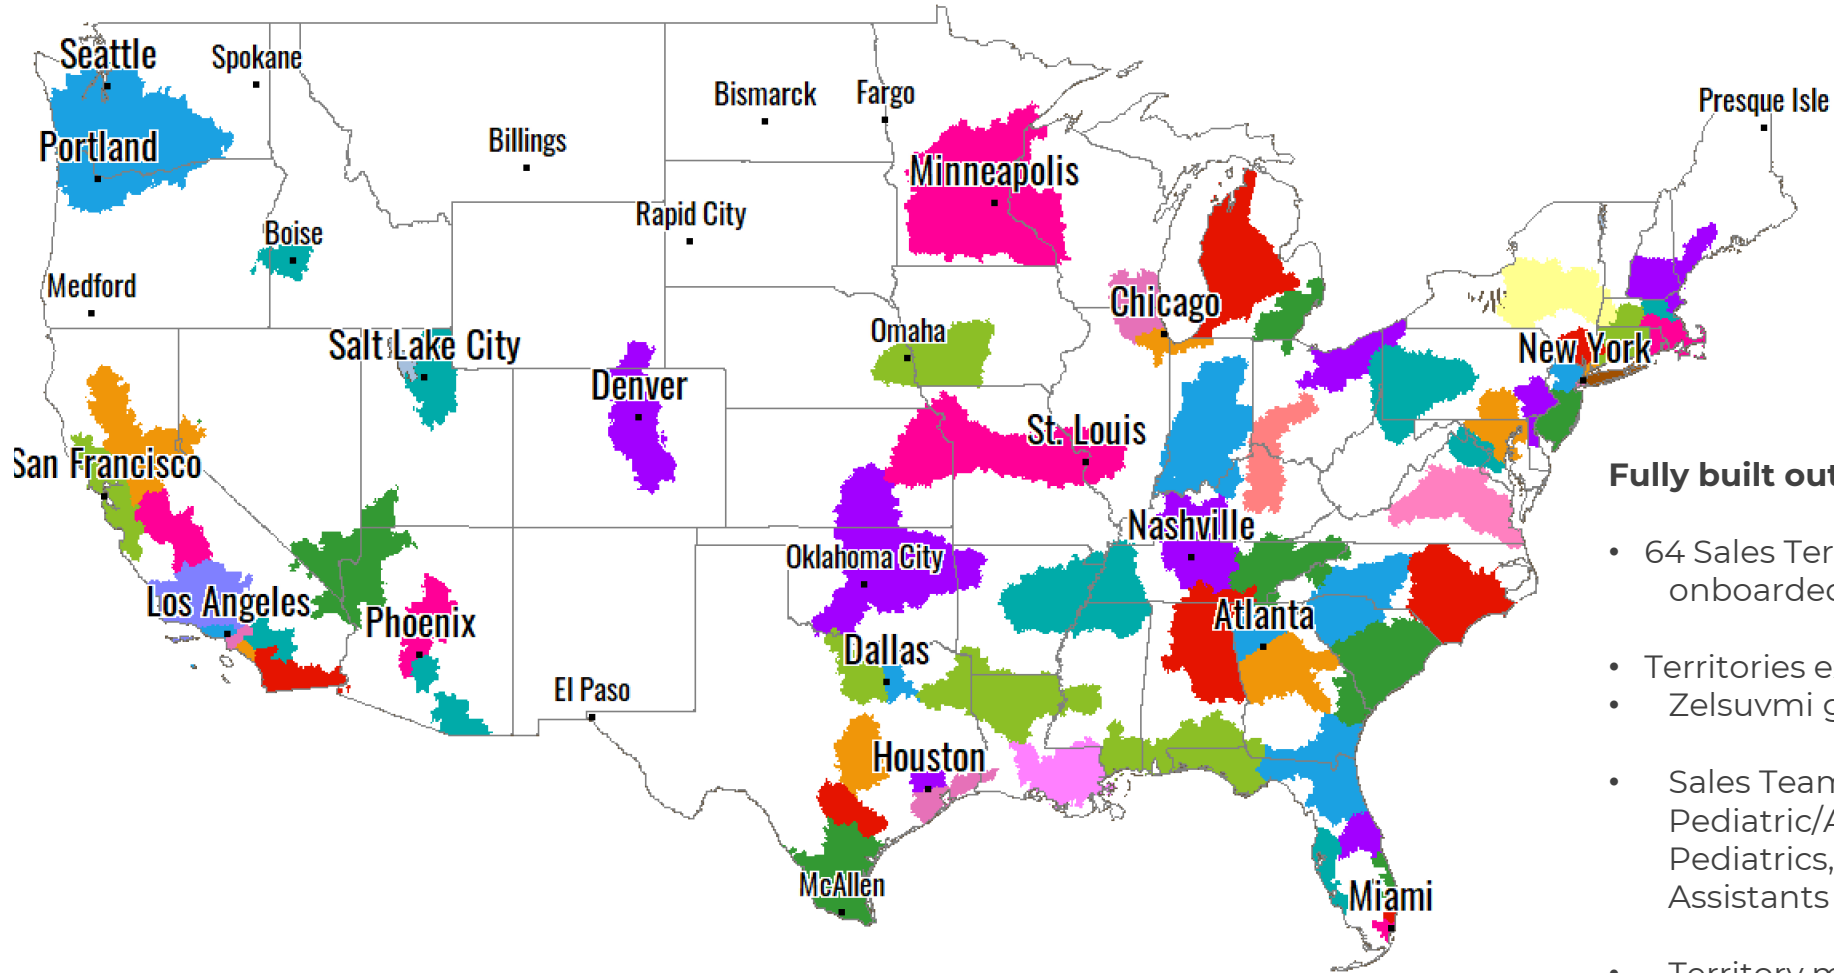 Seattle
Spokane
Bismarck
Fargo
Presque Isle
Portland
Billings
Minneapolis
Rapid City
Boise
Medford
Chicago
Omaha
Salt Lake City
New York
Denver
St. Louis
San Francisco
Nashville
Oklahoma City
Los Angeles
Phoenix
Atlanta
Dallas
El Paso
Houston
McAllen
Miami
Fully built out
• 64 Sales Ter
onboarded
• Territories e
• Zelsuvmi g
• Sales Team
Pediatric/A
Pediatrics,
Assistants
• Territory m